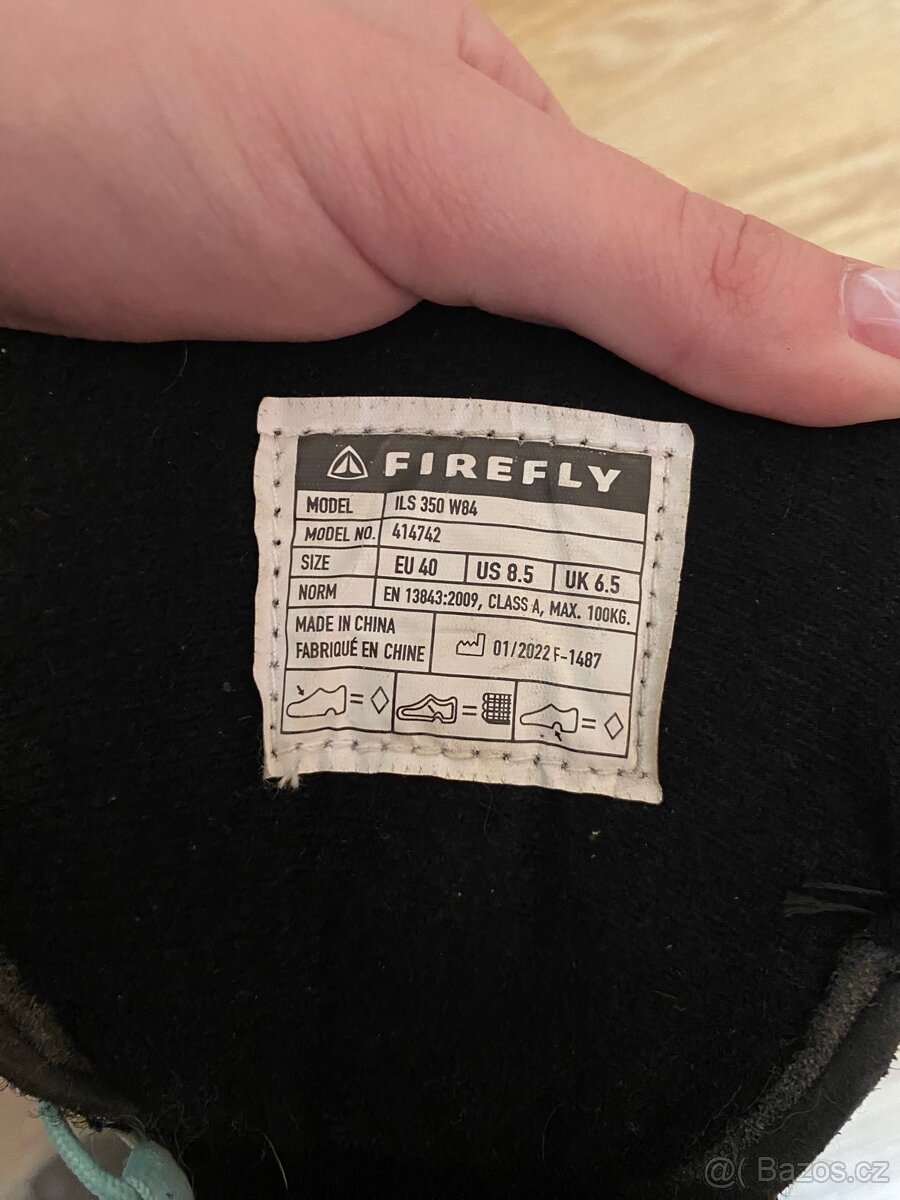 FIREFLY
MODEL ILS 350 W84
MODEL NO. 414742
SIZE EU 40 US 8.5 UK 6.5
NORM EN 13843:2009, CLASS A, MAX. 100KG.
MADE IN CHINA
FABRIQUÉ EN CHINE
01/2022 F-1487
= = =
@( Bazos.cz